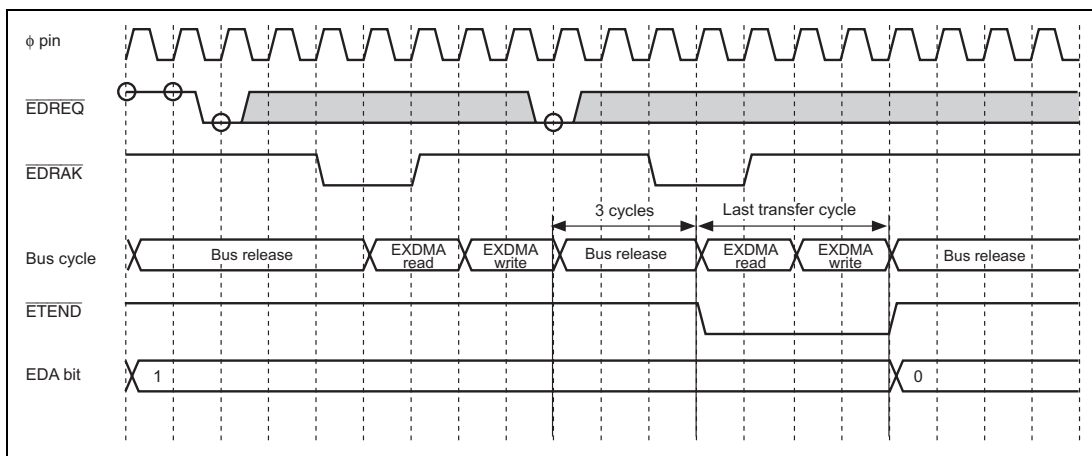 φ pin
EDREQ
EDRAK
3 cycles
Last transfer cycle
Bus cycle
Bus release
EXDMA
read
EXDMA
write
Bus release
EXDMA
read
EXDMA
write
Bus release
ETEND
EDA bit
1
0